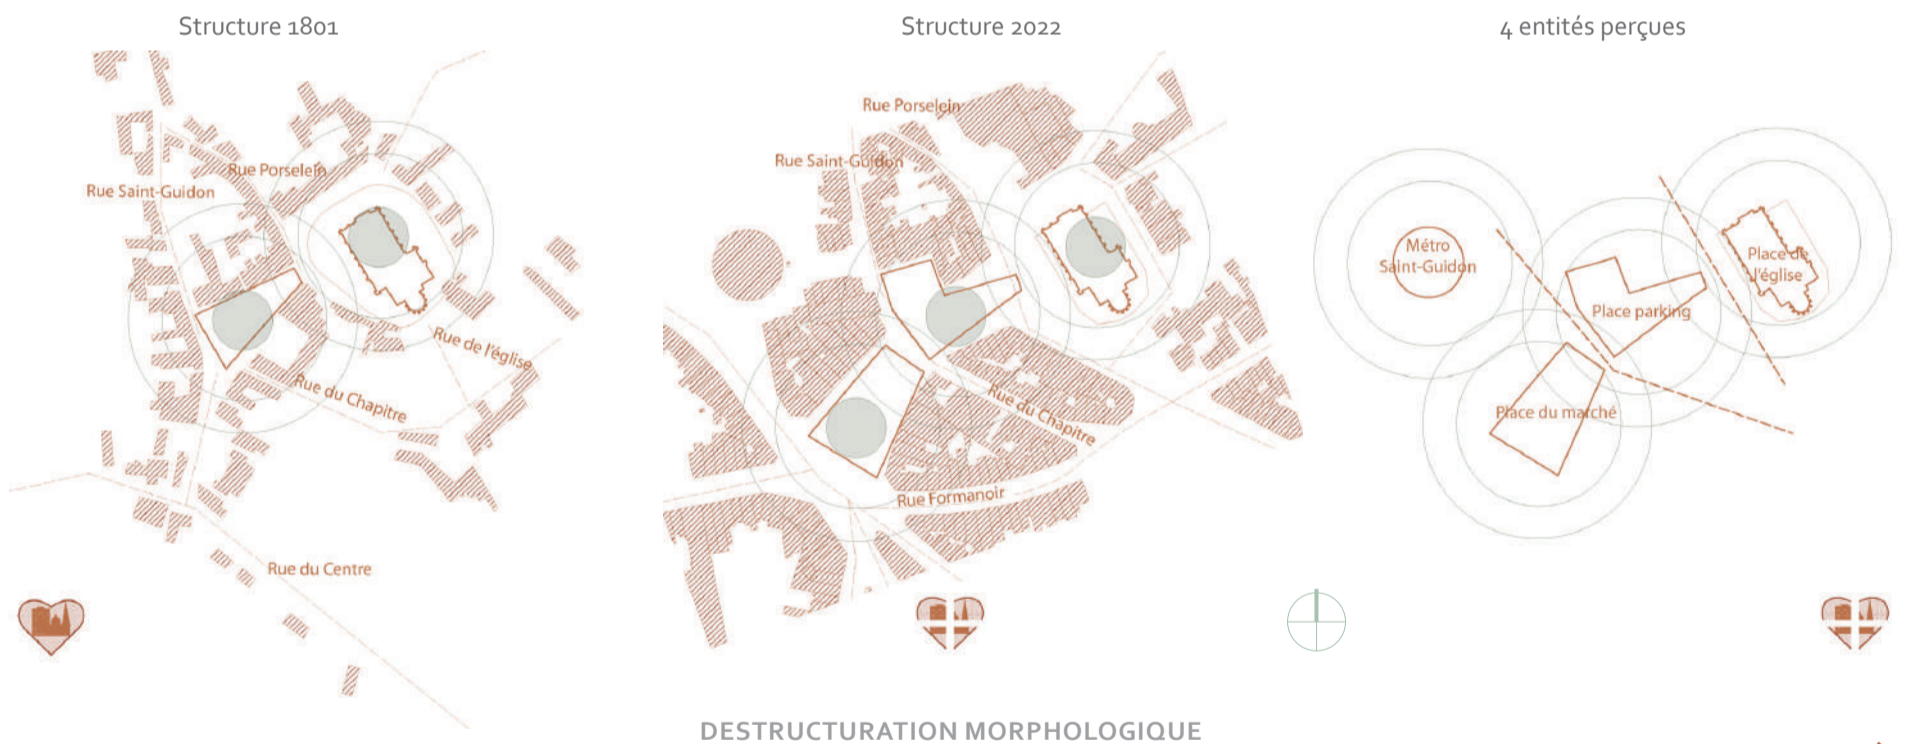 Structure 1801
Rue Porselein
Rue Saint-Guidon
Rue de l'église
Rue du Chapitre
Rue du Centre
Structure 2022
Rue Porselein
Rue Saint-Guidon
Rue du Chapitre
Rue Formanoir
4 entités perçues
Métro
Saint-Guidon
Place de
l'église
Place parking
Place du marché
DESTRUCTURATION MORPHOLOGIQUE